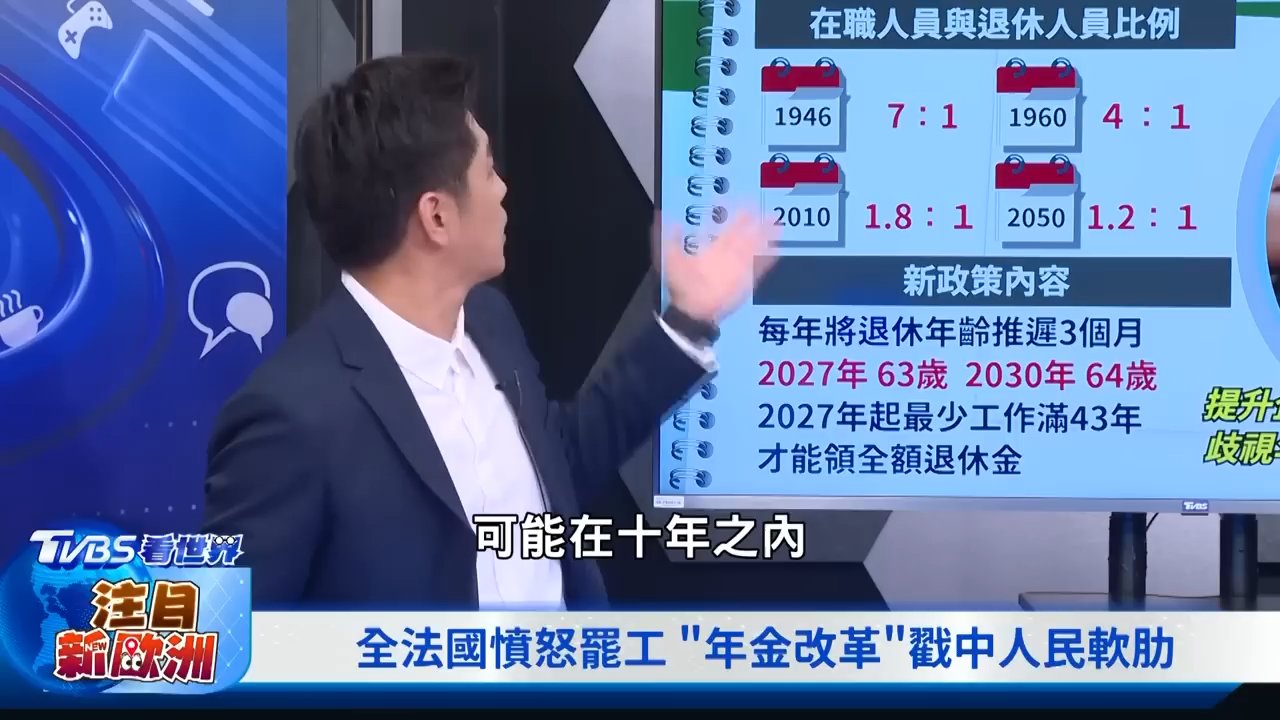 在職人員與退休人員比例
1946 7：1 1960 4：1
2010 1.8：1 2050 1.2：1
新政策內容
每年將退休年齡推遲3個月
2027年 63歲 2030年 64歲
2027年起最少工作滿43年
才能領全額退休金
提升
歧視
TVBS
可能在十年之內
TVBS看世界
注目
新NEW歐洲
全法國憤怒罷工 "年金改革"戳中人民軟肋